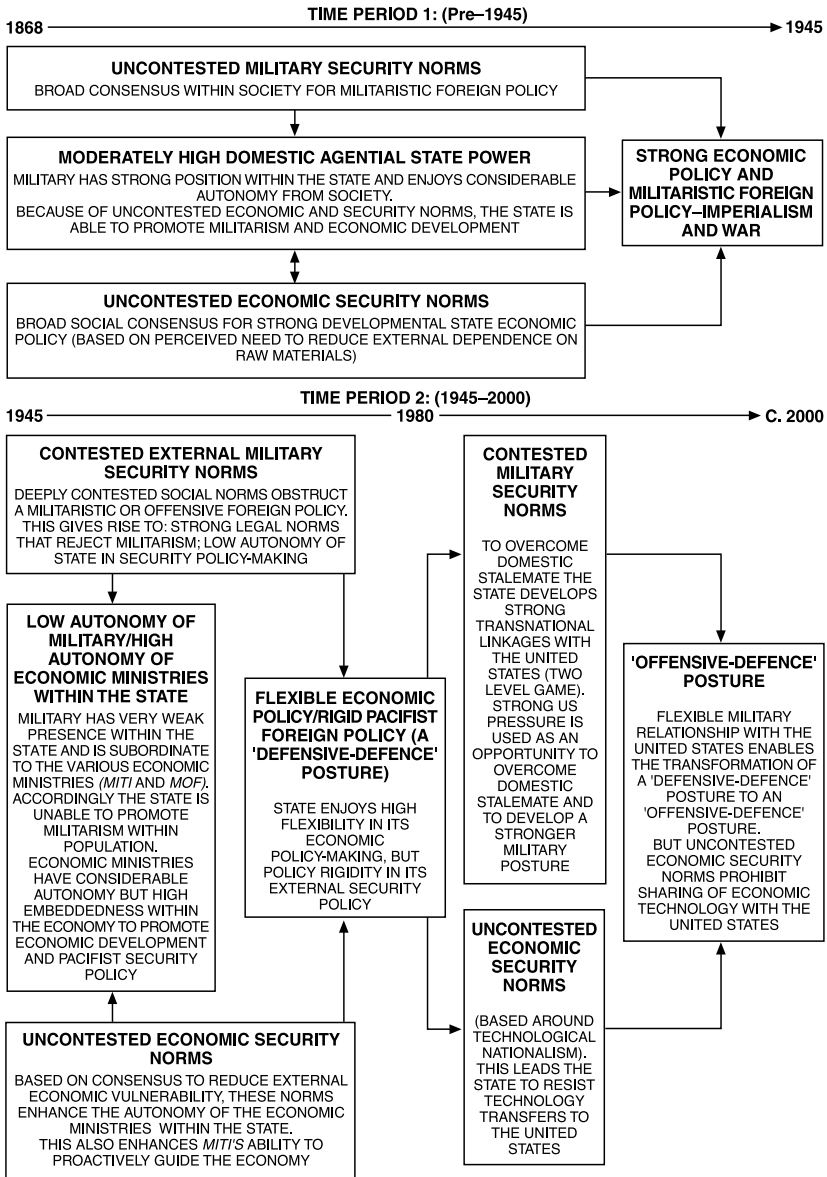 TIME PERIOD 1: (Pre–1945)
1868
1945
UNCONTESTED MILITARY SECURITY NORMS
BROAD CONSENSUS WITHIN SOCIETY FOR MILITARISTIC FOREIGN POLICY
MODERATELY HIGH DOMESTIC AGENTIAL STATE POWER
MILITARY HAS STRONG POSITION WITHIN THE STATE AND ENJOYS CONSIDERABLE
AUTONOMY FROM SOCIETY.
BECAUSE OF UNCONTESTED ECONOMIC AND SECURITY NORMS, THE STATE IS
ABLE TO PROMOTE MILITARISM AND ECONOMIC DEVELOPMENT
STRONG ECONOMIC
POLICY AND
MILITARISTIC FOREIGN
POLICY–IMPERIALISM
AND WAR
UNCONTESTED ECONOMIC SECURITY NORMS
BROAD SOCIAL CONSENSUS FOR STRONG DEVELOPMENTAL STATE ECONOMIC
POLICY (BASED ON PERCEIVED NEED TO REDUCE EXTERNAL DEPENDENCE ON
RAW MATERIALS)
TIME PERIOD 2: (1945–2000)
1945
1980
C. 2000
CONTESTED EXTERNAL MILITARY
SECURITY NORMS
DEEPLY CONTESTED SOCIAL NORMS OBSTRUCT
A MILITARISTIC OR OFFENSIVE FOREIGN POLICY.
THIS GIVES RISE TO: STRONG LEGAL NORMS
THAT REJECT MILITARISM; LOW AUTONOMY OF
STATE IN SECURITY POLICY-MAKING
LOW AUTONOMY OF
MILITARY/HIGH
AUTONOMY OF
ECONOMIC MINISTRIES
WITHIN THE STATE
MILITARY HAS VERY WEAK
PRESENCE WITHIN THE
STATE AND IS SUBORDINATE
TO THE VARIOUS ECONOMIC
MINISTRIES (MITI AND MOF).
ACCORDINGLY THE STATE IS
UNABLE TO PROMOTE
MILITARISM WITHIN
POPULATION.
ECONOMIC MINISTRIES
HAVE CONSIDERABLE
AUTONOMY BUT HIGH
EMBEDDEDNESS WITHIN
THE ECONOMY TO PROMOTE
ECONOMIC DEVELOPMENT
AND PACIFIST SECURITY
POLICY
UNCONTESTED ECONOMIC SECURITY
NORMS
BASED ON CONSENSUS TO REDUCE EXTERNAL
ECONOMIC VULNERABILITY, THESE NORMS
ENHANCE THE AUTONOMY OF THE ECONOMIC
MINISTRIES WITHIN THE STATE.
THIS ALSO ENHANCES MITI'S ABILITY TO
PROACTIVELY GUIDE THE ECONOMY
FLEXIBLE ECONOMIC
POLICY/RIGID PACIFIST
FOREIGN POLICY (A
'DEFENSIVE-DEFENCE'
POSTURE)
STATE ENJOYS HIGH
FLEXIBILITY IN ITS
ECONOMIC
POLICY-MAKING, BUT
POLICY RIGIDITY IN ITS
EXTERNAL SECURITY
POLICY
CONTESTED
MILITARY
SECURITY
NORMS
TO OVERCOME
DOMESTIC
STALEMATE THE
STATE DEVELOPS
STRONG
TRANSNATIONAL
LINKAGES WITH
THE UNITED
STATES (TWO
LEVEL GAME).
STRONG US
PRESSURE IS
USED AS AN
OPPORTUNITY TO
OVERCOME
DOMESTIC
STALEMATE AND
TO DEVELOP A
STRONGER
MILITARY
POSTURE
UNCONTESTED
ECONOMIC
SECURITY
NORMS
(BASED AROUND
TECHNOLOGICAL
NATIONALISM).
THIS LEADS THE
STATE TO RESIST
TECHNOLOGY
TRANSFERS TO
THE UNITED
STATES
'OFFENSIVE-DEFENCE'
POSTURE
FLEXIBLE MILITARY
RELATIONSHIP WITH THE
UNITED STATES ENABLES
THE TRANSFORMATION OF
A 'DEFENSIVE-DEFENCE'
POSTURE TO AN
'OFFENSIVE-DEFENCE'
POSTURE.
BUT UNCONTESTED
ECONOMIC SECURITY
NORMS PROHIBIT
SHARING OF ECONOMIC
TECHNOLOGY WITH THE
UNITED STATES